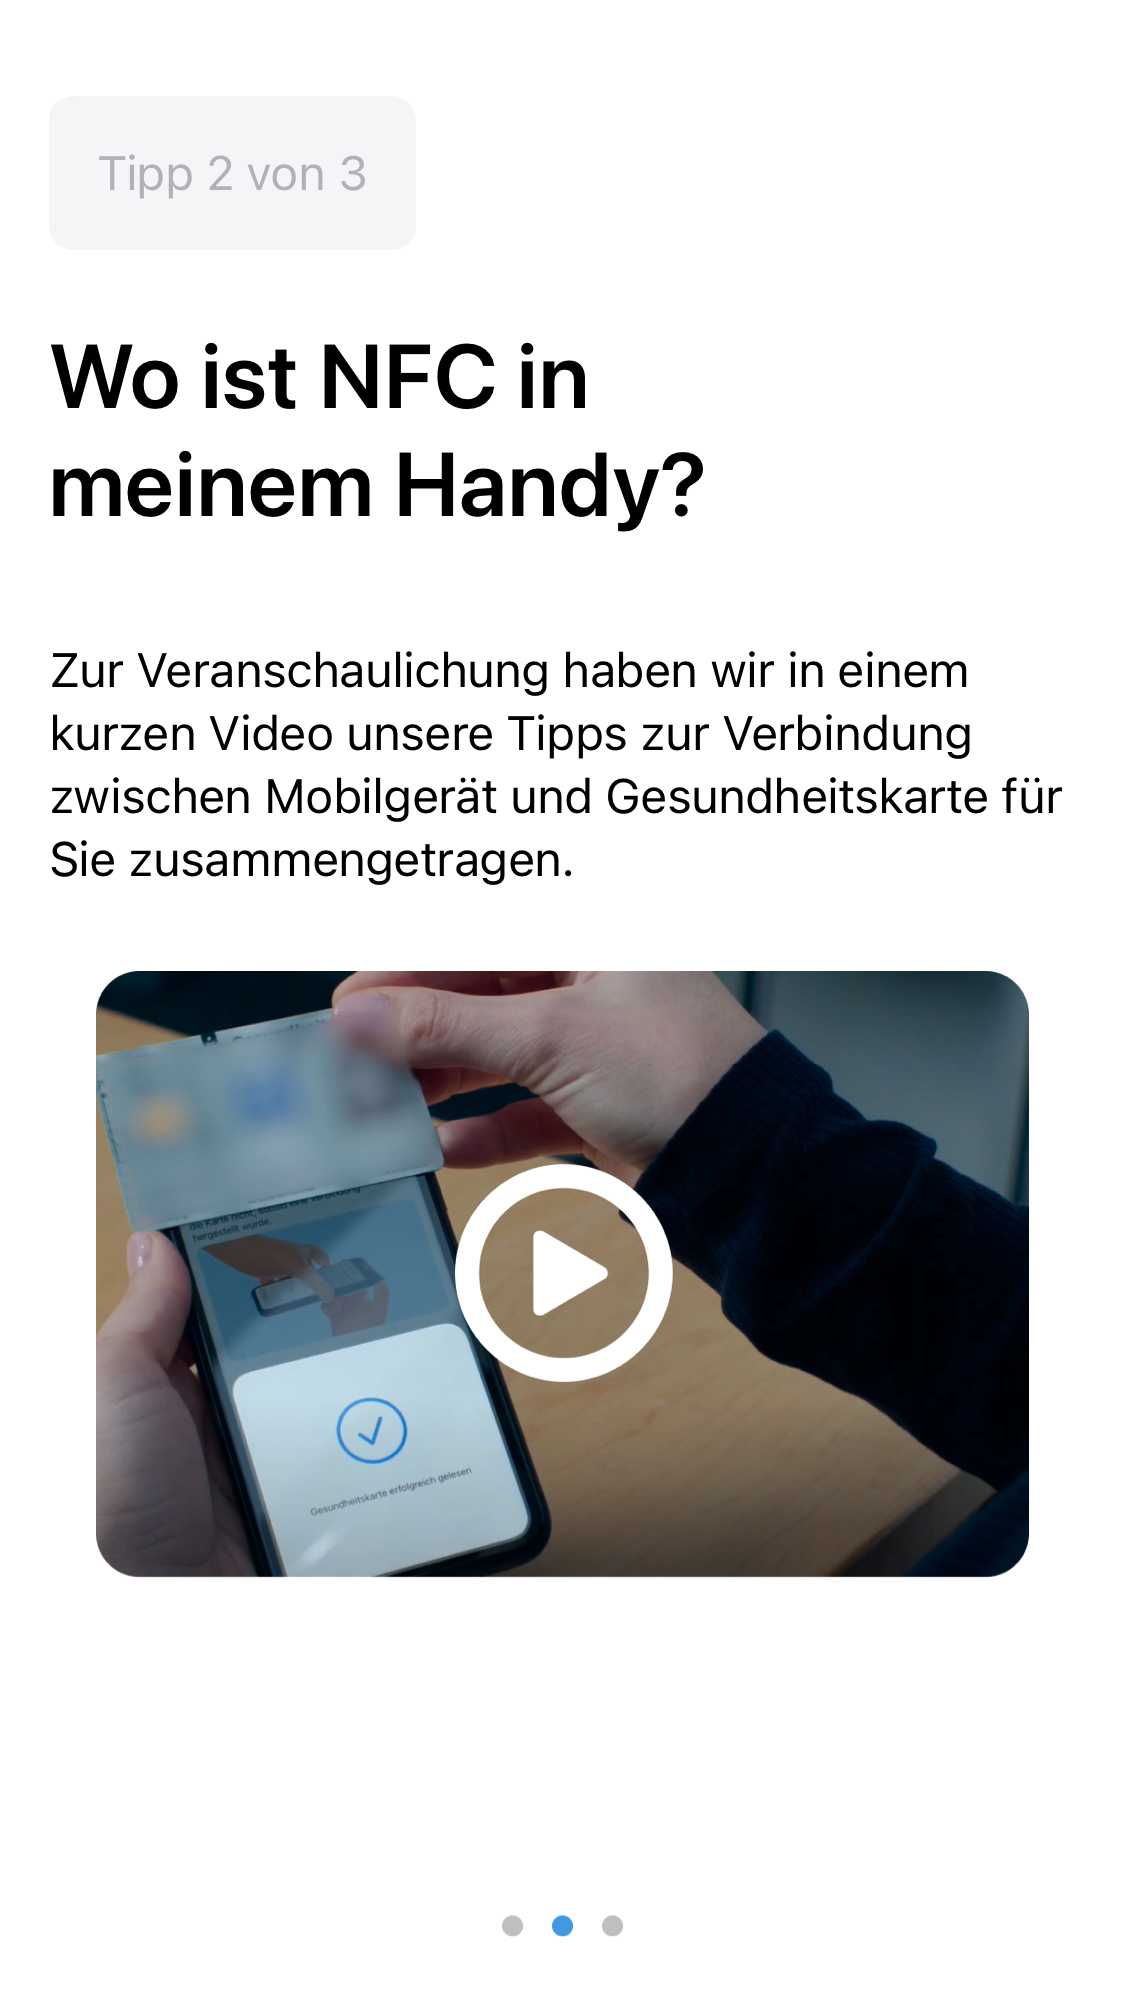 Tipp 2 von 3
Wo ist NFC in
meinem Handy?
Zur Veranschaulichung haben wir in einem
kurzen Video unsere Tipps zur Verbindung
zwischen Mobilgerät und Gesundheitskarte für
Sie zusammengetragen.
die Karte nicht, sobald eine Verbindung
hergestellt wurde.
Gesundheitskarte erfolgreich gelesen